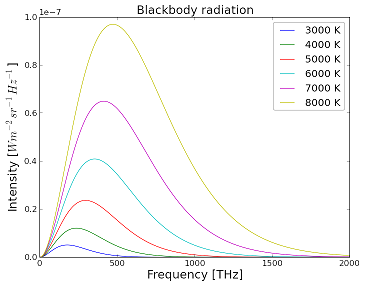 Blackbody radiation
1e−7
1.0
0.8
0.6
0.4
0.2
0.0
Intensity [Wm⁻² sr⁻¹ Hz⁻¹]
0
500
1000
1500
2000
Frequency [THz]
3000 K
4000 K
5000 K
6000 K
7000 K
8000 K